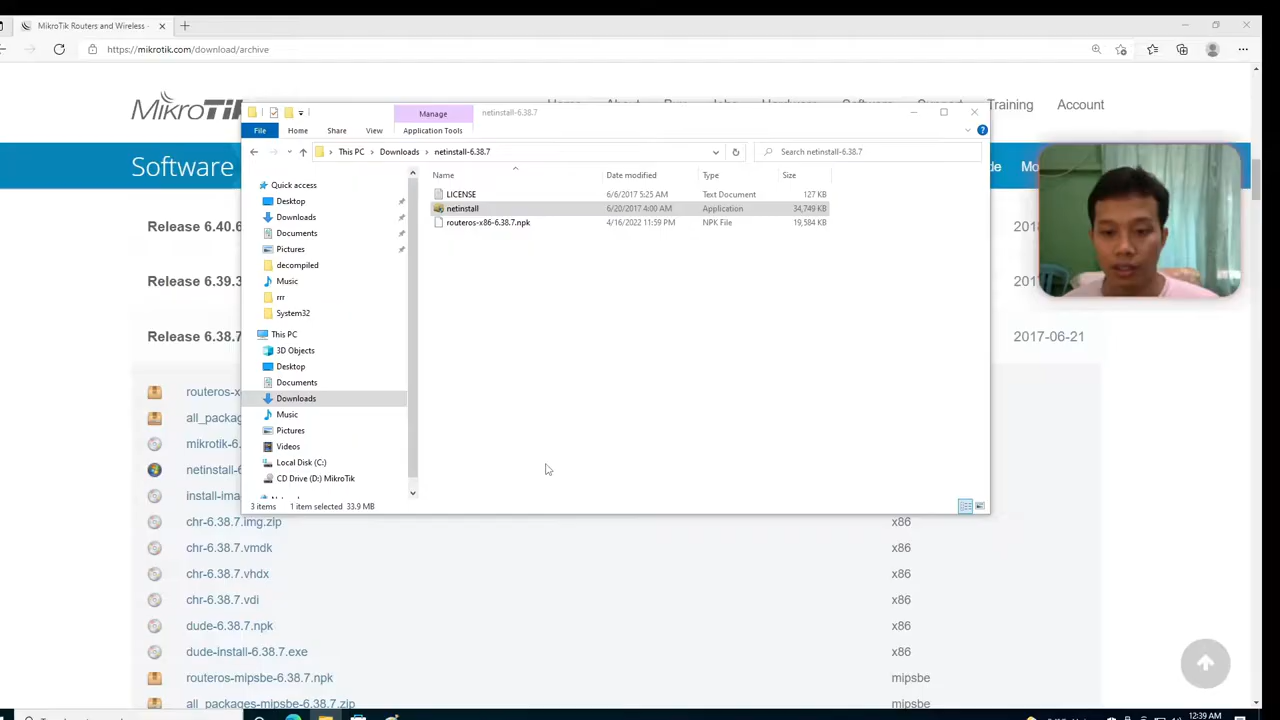 MikroTik Routers and Wireless -
https://mikrotik.com/download/archive
MikroTik
Training
Account
Manage
netinstall-6.38.7
File
Home
Share
View
Application Tools
This PC
Downloads
netinstall-6.38.7
Search netinstall-6.38.7
Software
Name
Date modified
Type
Size
LICENSE
6/6/2017 5:25 AM
Text Document
127 KB
netinstall
6/20/2017 4:00 AM
Application
34,749 KB
routeros-x86-6.38.7.npk
4/16/2022 11:59 PM
NPK File
19,584 KB
Quick access
Desktop
Downloads
Documents
Pictures
decompiled
Music
rrr
System32
This PC
3D Objects
Desktop
Documents
Downloads
Music
Pictures
Videos
Local Disk (C:)
CD Drive (D:) MikroTik
3 items
1 item selected 33.9 MB
Release 6.40.6
Release 6.39.3
Release 6.38.7
2017-06-21
routeros-x
all_packag
mikrotik-6.
netinstall-6
install-ima
chr-6.38.7.img.zip
x86
chr-6.38.7.vmdk
x86
chr-6.38.7.vhdx
x86
chr-6.38.7.vdi
x86
dude-6.38.7.npk
x86
dude-install-6.38.7.exe
x86
routeros-mipsbe-6.38.7.npk
mipsbe
all_packages-mipsbe-6.38.7.zip
mipsbe
12:39 AM